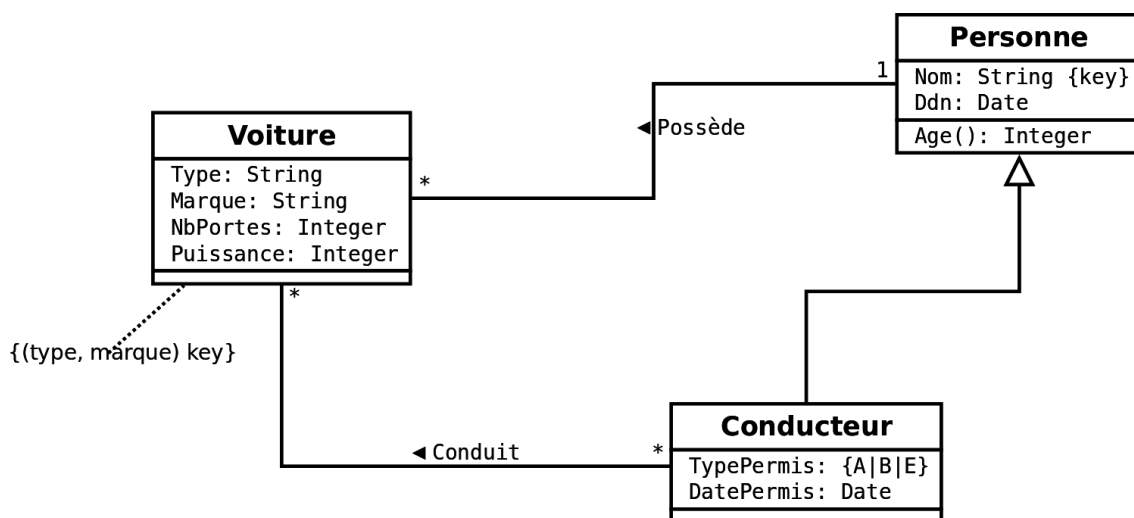 Personne
Nom: String {key}
Ddn: Date
Age(): Integer
1
◄ Possède
*
Voiture
Type: String
Marque: String
NbPortes: Integer
Puissance: Integer
*
{(type, marque) key}
◄ Conduit
*
Conducteur
TypePermis: {A|B|E}
DatePermis: Date